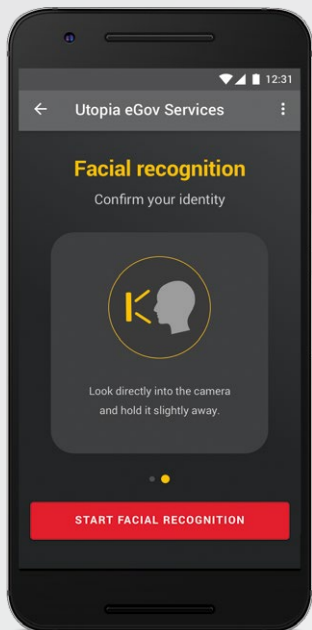 12:31
Utopia eGov Services
Facial recognition
Confirm your identity
Look directly into the camera
and hold it slightly away.
START FACIAL RECOGNITION